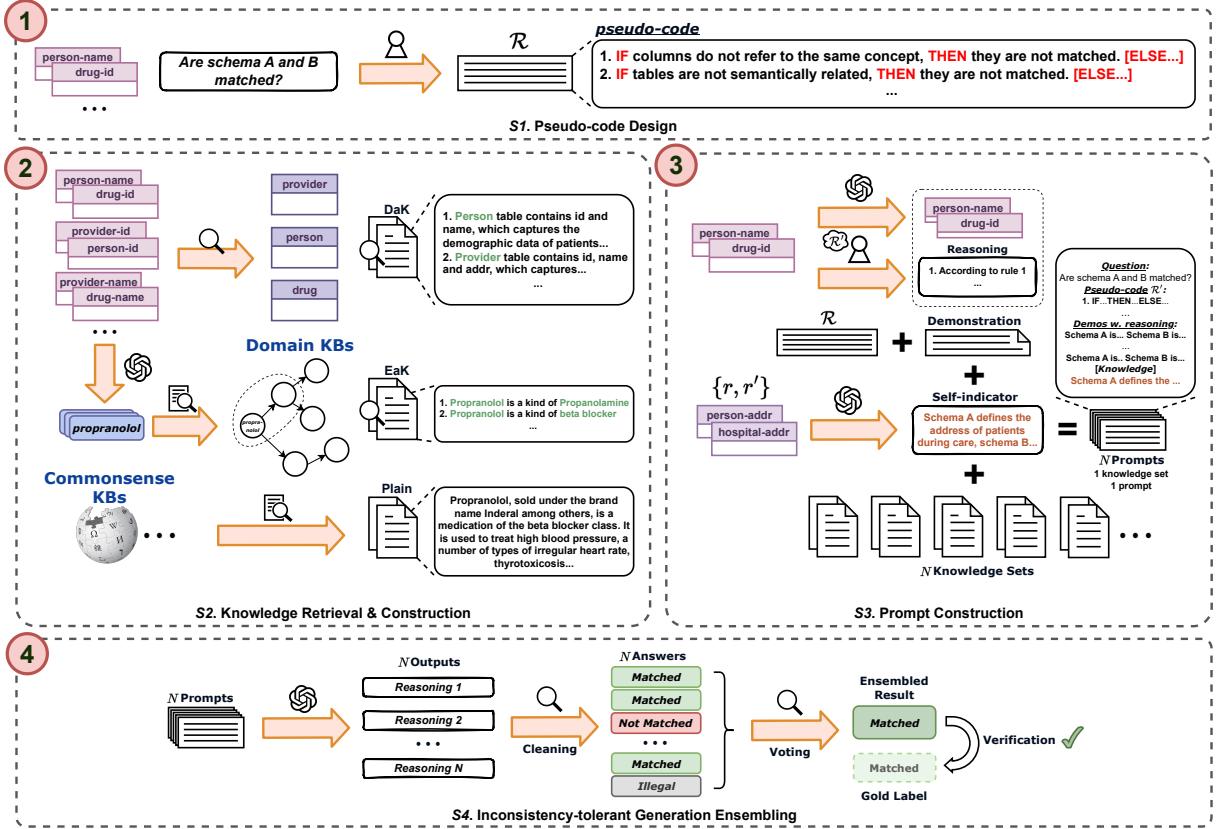 1
person-name
drug-id
...
Are schema A and B
matched?
R
pseudo-code
1. IF columns do not refer to the same concept, THEN they are not matched. [ELSE...]
2. IF tables are not semantically related, THEN they are not matched. [ELSE...]
...
S1. Pseudo-code Design
2
person-name
drug-id
provider-id
person-id
provider-name
drug-name
...
provider
person
drug
DaK
1. Person table contains id and
name, which captures the
demographic data of patients...
2. Provider table contains id, name
and addr, which captures...
...
Domain KBs
propranolol
propra-
nolol
EaK
1. Propranolol is a kind of Propanolamine
2. Propranolol is a kind of beta blocker
...
Commonsense
KBs
...
Plain
Propranolol, sold under the brand
name Inderal among others, is a
medication of the beta blocker class. It
is used to treat high blood pressure, a
number of types of irregular heart rate,
thyrotoxicosis...
S2. Knowledge Retrieval & Construction
3
person-name
drug-id
R'
person-name
drug-id
Reasoning
1. According to rule 1
...
R
+
Demonstration
+
{r, r'}
person-addr
hospital-addr
Self-indicator
Schema A defines the
address of patients
during care, schema B...
+
=
Question:
Are schema A and B matched?
Pseudo-code R':
1. IF...THEN...ELSE...
...
Demos w. reasoning:
Schema A is... Schema B is...
...
Schema A is.. Schema B is...
[Knowledge]
Schema A defines the ...
N Prompts
1 knowledge set
1 prompt
...
N Knowledge Sets
S3. Prompt Construction
4
N Prompts
N Outputs
Reasoning 1
Reasoning 2
...
Reasoning N
Cleaning
N Answers
Matched
Matched
Not Matched
...
Matched
Illegal
Voting
Ensembled
Result
Matched
Verification
Matched
Gold Label
S4. Inconsistency-tolerant Generation Ensembling